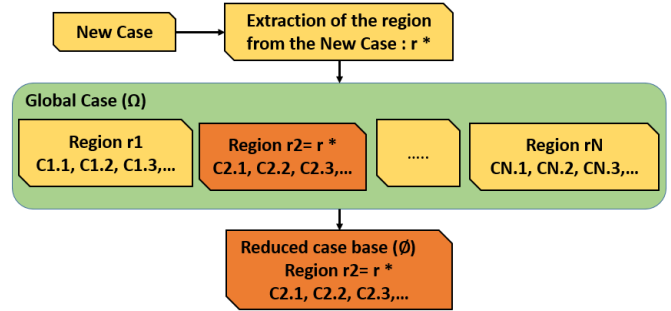 New Case
Extraction of the region
from the New Case : r *
Global Case (Ω)
Region r1
C1.1, C1.2, C1.3,...
Region r2= r *
C2.1, C2.2, C2.3,...
.....
Region rN
CN.1, CN.2, CN.3,...
Reduced case base (Ø)
Region r2= r *
C2.1, C2.2, C2.3,...